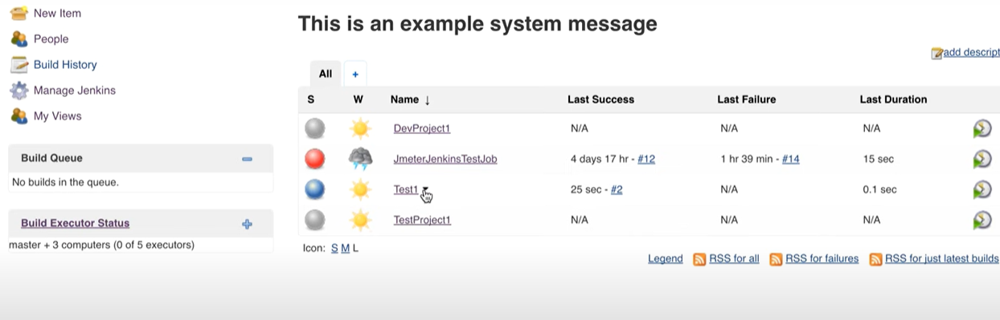 New Item
People
Build History
Manage Jenkins
My Views
Build Queue
No builds in the queue.
Build Executor Status
master + 3 computers (0 of 5 executors)
This is an example system message
add descript
All +
S W Name ↓ Last Success Last Failure Last Duration
DevProject1 N/A N/A N/A
JmeterJenkinsTestJob 4 days 17 hr - #12 1 hr 39 min - #14 15 sec
Test1 25 sec - #2 N/A 0.1 sec
TestProject1 N/A N/A N/A
Icon: S M L
Legend RSS for all RSS for failures RSS for just latest builds